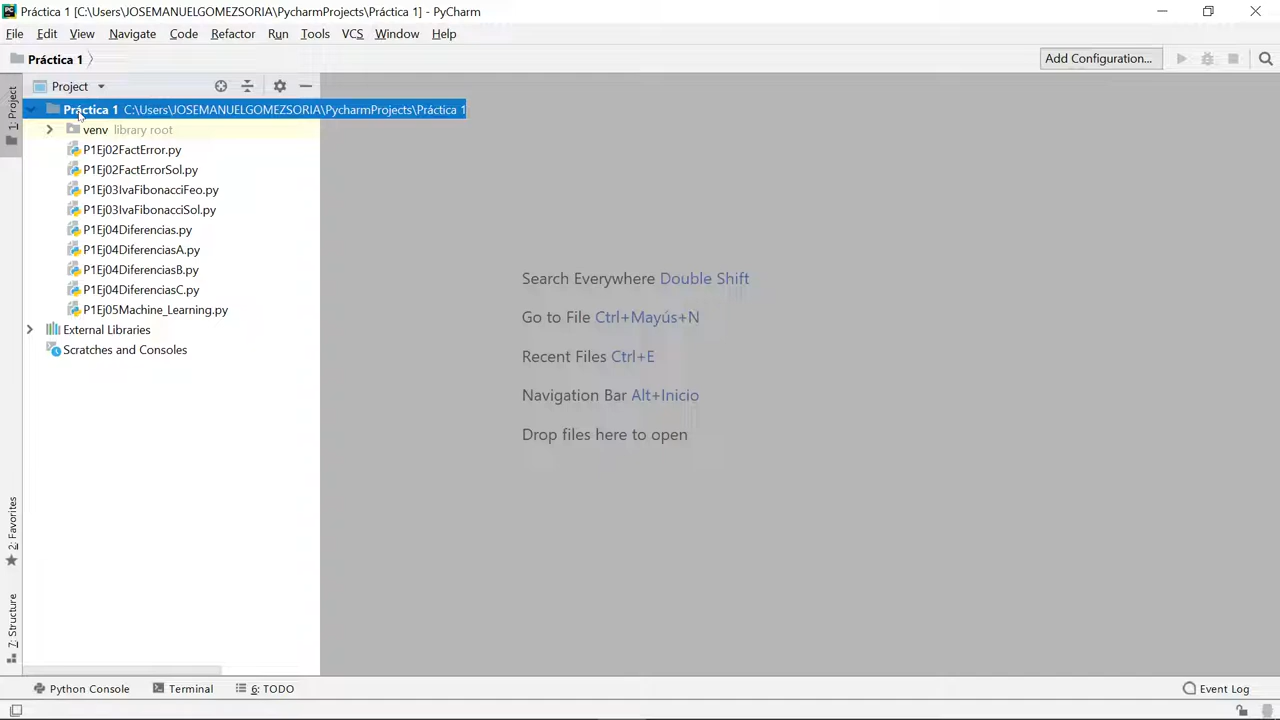 Práctica 1 [C:\Users\JOSEMANUELGOMEZSORIA\PycharmProjects\Práctica 1] - PyCharm
File Edit View Navigate Code Refactor Run Tools VCS Window Help
Práctica 1
Add Configuration...
1: Project
Project
Práctica 1 C:\Users\JOSEMANUELGOMEZSORIA\PycharmProjects\Práctica 1
venv library root
P1Ej02FactError.py
P1Ej02FactErrorSol.py
P1Ej03IvaFibonacciFeo.py
P1Ej03IvaFibonacciSol.py
P1Ej04Diferencias.py
P1Ej04DiferenciasA.py
P1Ej04DiferenciasB.py
P1Ej04DiferenciasC.py
P1Ej05Machine_Learning.py
External Libraries
Scratches and Consoles
Search Everywhere Double Shift
Go to File Ctrl+Mayús+N
Recent Files Ctrl+E
Navigation Bar Alt+Inicio
Drop files here to open
2: Favorites
7: Structure
Python Console Terminal 6: TODO Event Log